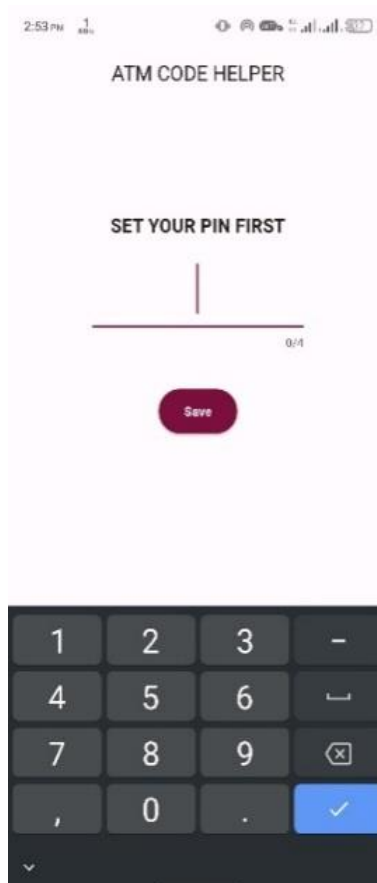 2:53 PM
ATM CODE HELPER
SET YOUR PIN FIRST
0/4
Save
1 2 3 –
4 5 6
7 8 9
, 0 .